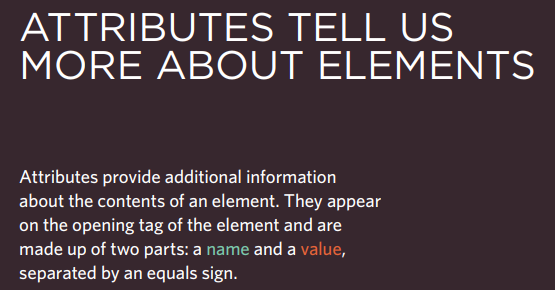 ATTRIBUTES TELL US
MORE ABOUT ELEMENTS
Attributes provide additional information
about the contents of an element. They appear
on the opening tag of the element and are
made up of two parts: a name and a value,
separated by an equals sign.